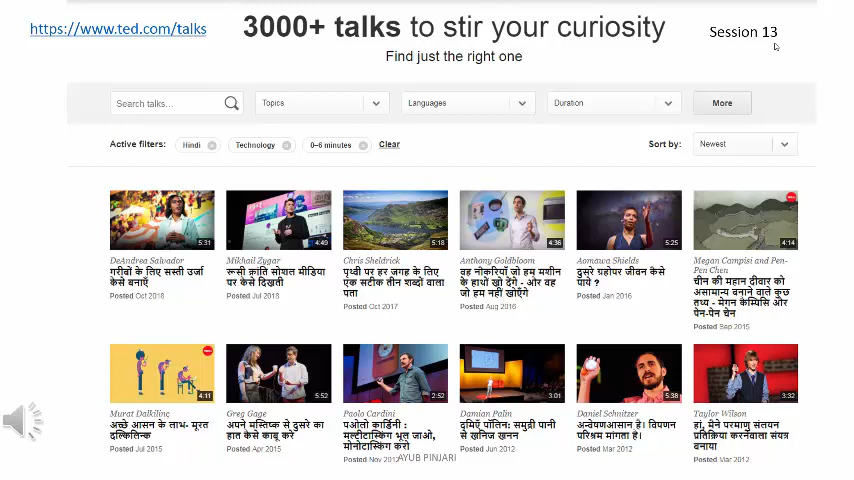 https://www.ted.com/talks
3000+ talks to stir your curiosity
Session 13
Find just the right one
Search talks...
Topics
Languages
Duration
More
Active filters:
Hindi
Technology
0–6 minutes
Clear
Sort by:
Newest
5:31
4:49
5:18
4:36
5:25
4:14
DeAndrea Salvador
गरीबों के लिए सस्ती उर्जा
कैसे बनाएँ
Posted Oct 2018
Mikhail Zygar
रूसी क्रांति सोशल मीडिया
पर कैसे दिखती
Posted Jul 2018
Chris Sheldrick
पृथ्वी पर हर जगह के लिए
एक सटीक तीन शब्दों वाला
पता
Posted Oct 2017
Anthony Goldbloom
वह नौकरियाँ जो हम मशीन
के हाथों खो देंगे - और वह
जो हम नहीं खोएँगे
Posted Aug 2016
Aomawa Shields
दुसरे ग्रहोपर जीवन कैसे
पाये ?
Posted Jan 2016
Megan Campisi and Pen-
Pen Chen
चीन की महान दीवार को
असामान्य बनाने वाले कुछ
तथ्य - मेगन कैम्पिसि और
पेन-पेन चेन
Posted Sep 2015
4:11
5:52
2:52
3:01
5:38
3:32
Murat Dalkilinç
अच्छे आसन के लाभ- मूरत
दल्किलिन्क
Posted Jul 2015
Greg Gage
अपने मस्तिष्क से दुसरे का
हात कैसे काबू करे
Posted Apr 2015
Paolo Cardini
पओलो कार्डिनी :
मल्टीटास्किंग भूल जाओ,
मोनोटास्किंग करो
Posted Nov 2012
Damian Palin
दमिएँ पॉलिन: समुद्री पानी
से खनिज खनन
Posted Jun 2012
Daniel Schnitzer
अन्वेषणआसान है। विपणन
परिश्रम मांगता है।
Posted Mar 2012
Taylor Wilson
हां, मैने परमाणु संलयन
प्रतिक्रिया करनेवाला संयत्र
बनाया
Posted Mar 2012
AYUB PINJARI